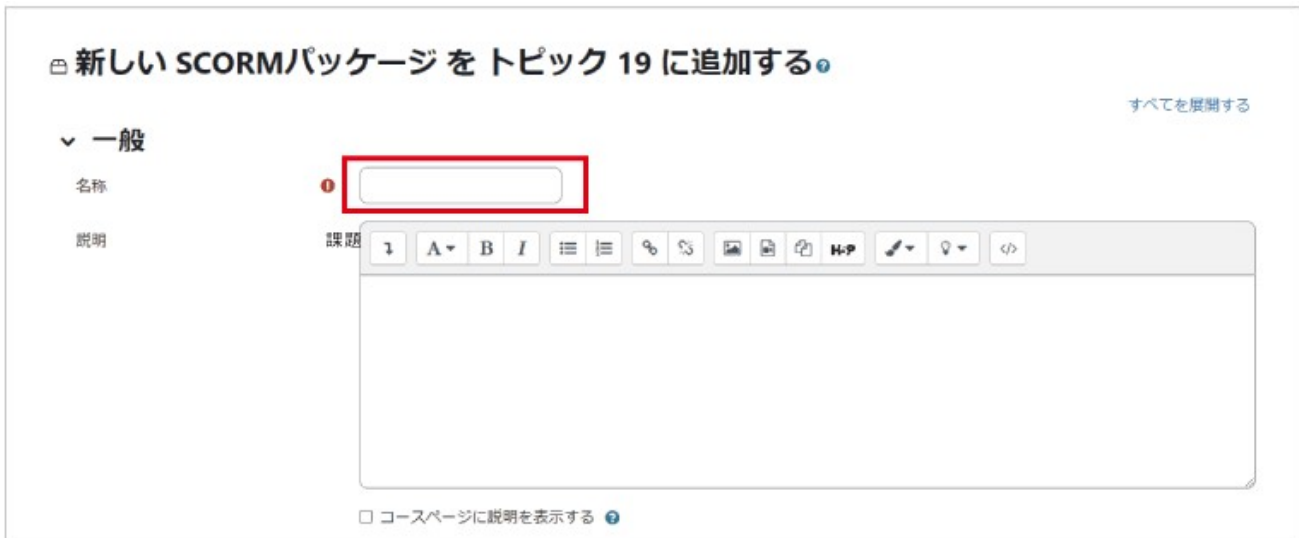 新しい SCORMパッケージ を トピック 19 に追加する
すべてを展開する
一般
名称
説明
課題
A B I H-P </>
コースページに説明を表示する